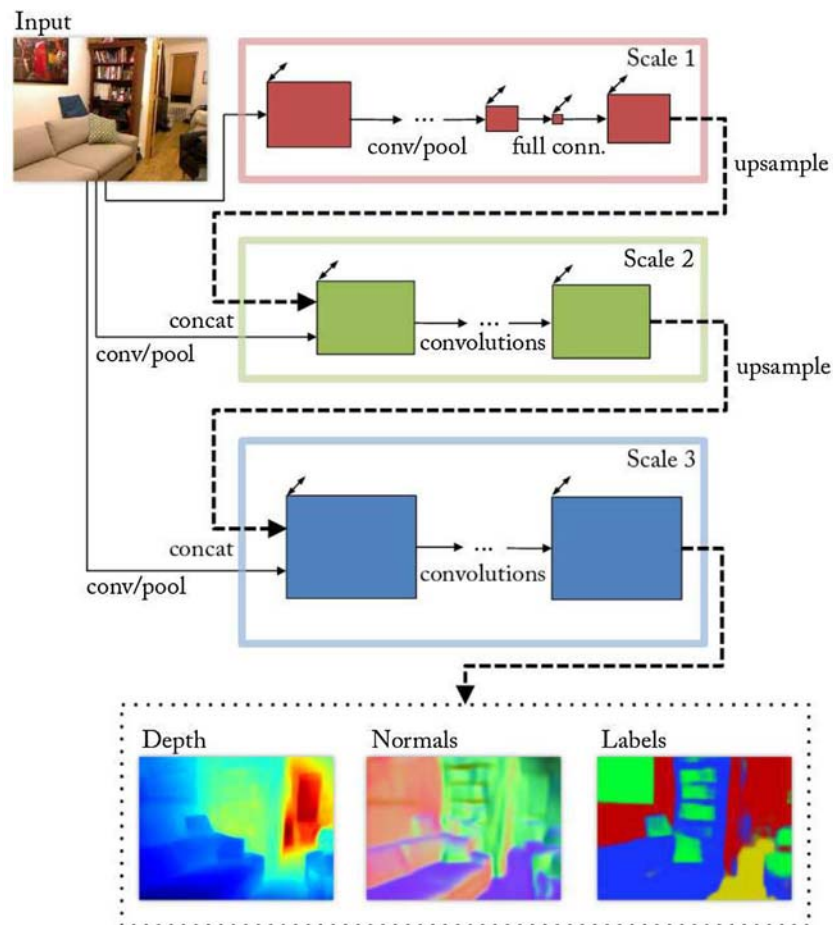 Input
Scale 1
conv/pool
full conn.
upsample
Scale 2
concat
conv/pool
convolutions
upsample
Scale 3
concat
conv/pool
convolutions
Depth
Normals
Labels